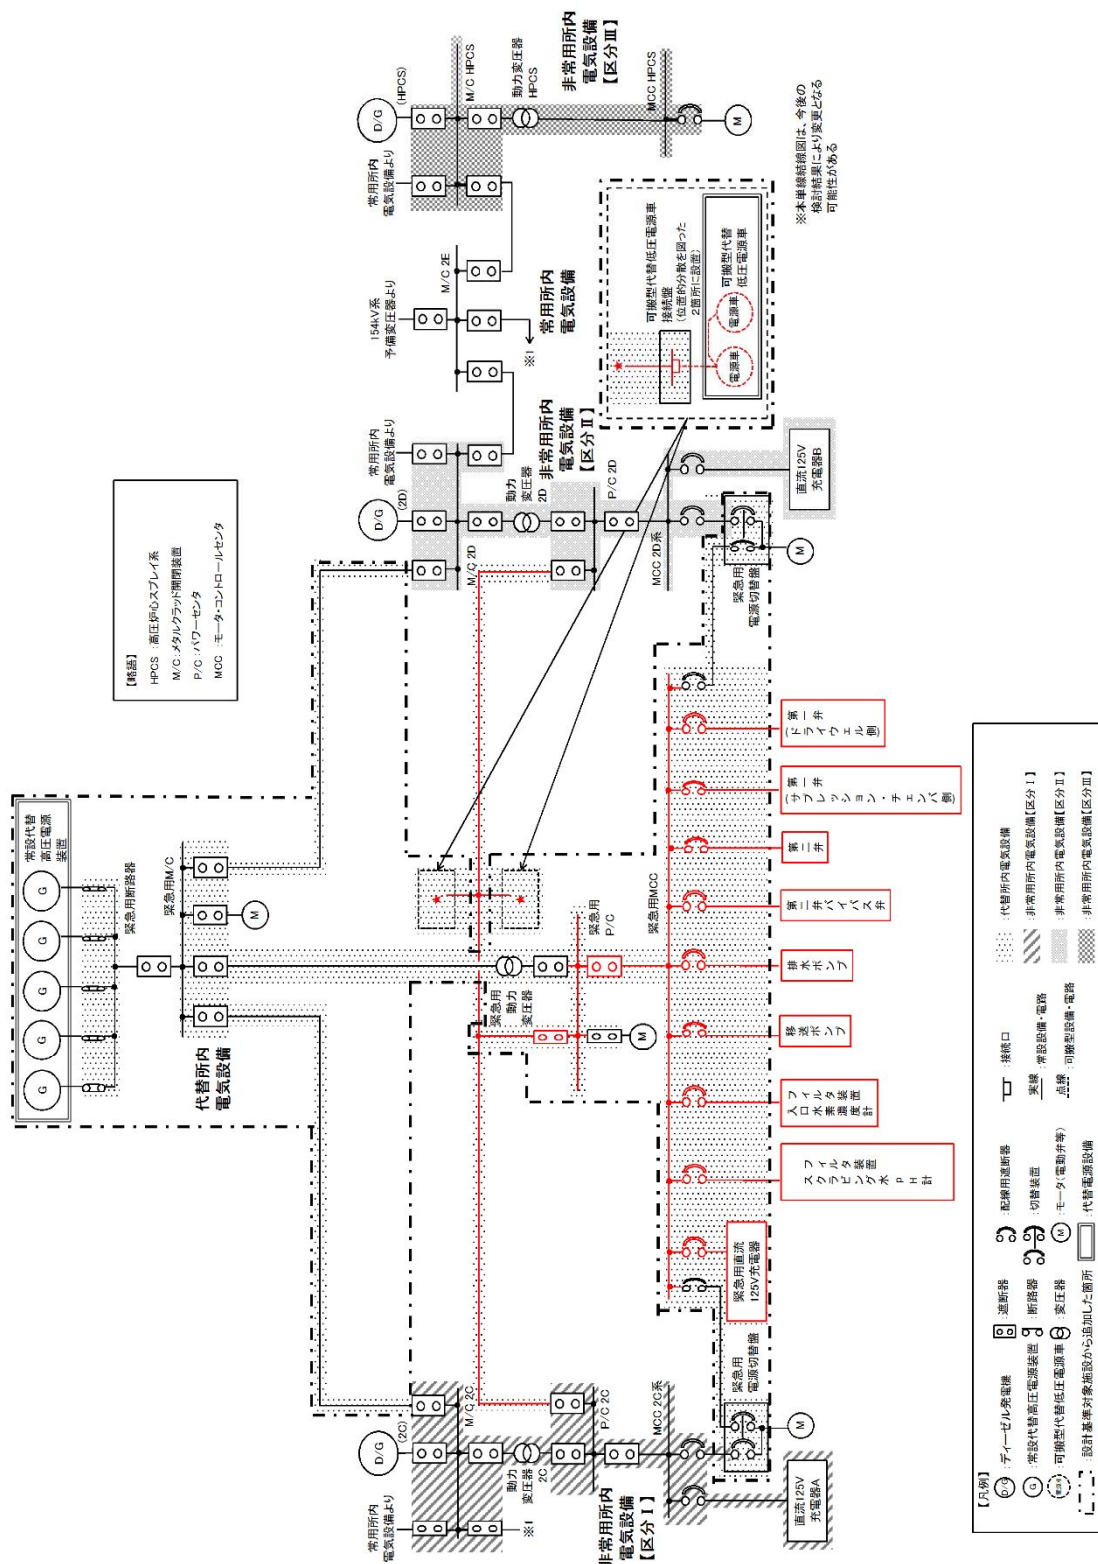 【略語】
HPCS :高圧炉心スプレイ系
M/C :メタルクラッド開閉装置
P/C :パワーセンタ
MCC :モータ・コントロールセンタ
常設代替
高圧電源
装置
G
G
G
G
G
緊急用断路器
緊急用M/C
M
代替所内
電気設備
常用所内
電気設備より
D/G
(2C)
M/C 2C
※1
動力
変圧器
2C
P/C 2C
非常用所内
電気設備
【区分Ⅰ】
MCC 2C系
直流125V
充電器A
緊急用
電源切替盤
M
緊急用
動力
変圧器
緊急用
P/C
M
緊急用MCC
緊急用直流
125V充電器
フィルタ装置
スクラビング水 pH計
フィルタ装置
入口水素濃度計
移送ポンプ
排水ポンプ
第二弁バイパス弁
第二弁
第一弁
(サプレッション・チェンバ側)
第一弁
(ドライウェル側)
D/G
(2D)
常用所内
電気設備より
M/C 2D
動力
変圧器
2D
非常用所内
電気設備
【区分Ⅱ】
P/C 2D
MCC 2D系
緊急用
電源切替盤
M
直流125V
充電器B
154kV系
予備変圧器より
M/C 2E
※1
常用所内
電気設備
常用所内
電気設備より
D/G
(HPCS)
M/C HPCS
動力変圧器
HPCS
非常用所内
電気設備
【区分Ⅲ】
MCC HPCS
M
可搬型代替低圧電源車
接続盤
(位置的分散を図った
2箇所に設置)
電源車
電源車
可搬型代替
低圧電源車
※本単線結線図は、今後の
検討結果により変更となる
可能性がある
【凡例】
D/G :ディーゼル発電機
G :常設代替高圧電源装置
電源車 :可搬型代替低圧電源車
:設計基準対象施設から追加した箇所
:遮断器
:断路器
:変圧器
:配線用遮断器
:切替装置
M :モータ(電動弁等)
:代替電源設備
:接続口
実線 :常設設備・電路
点線 :可搬型設備・電路
:代替所内電気設備
:非常用所内電気設備【区分Ⅰ】
:非常用所内電気設備【区分Ⅱ】
:非常用所内電気設備【区分Ⅲ】